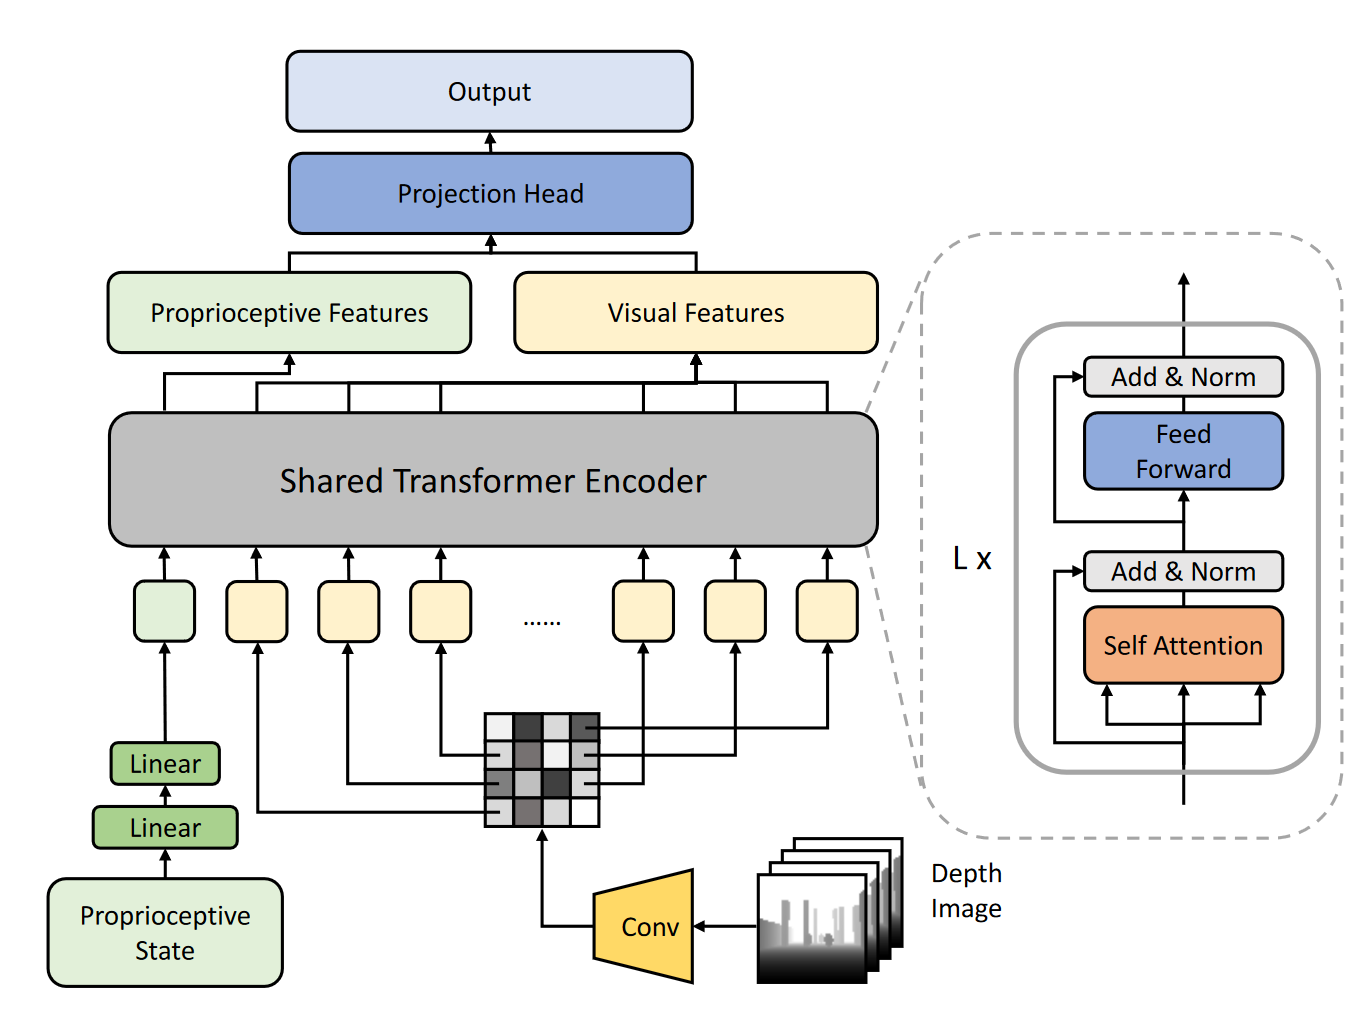 Output
Projection Head
Proprioceptive Features
Visual Features
Shared Transformer Encoder
......
Linear
Linear
Proprioceptive
State
Conv
Depth
Image
L x
Add & Norm
Feed
Forward
Add & Norm
Self Attention